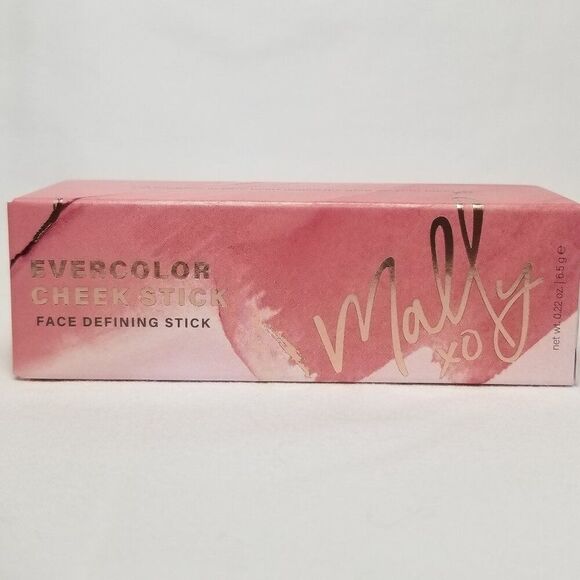 EVERCOLOR
CHEEK STICK
FACE DEFINING STICK
Mally
xo
net wt. 0.22 oz. | 6.5 g e